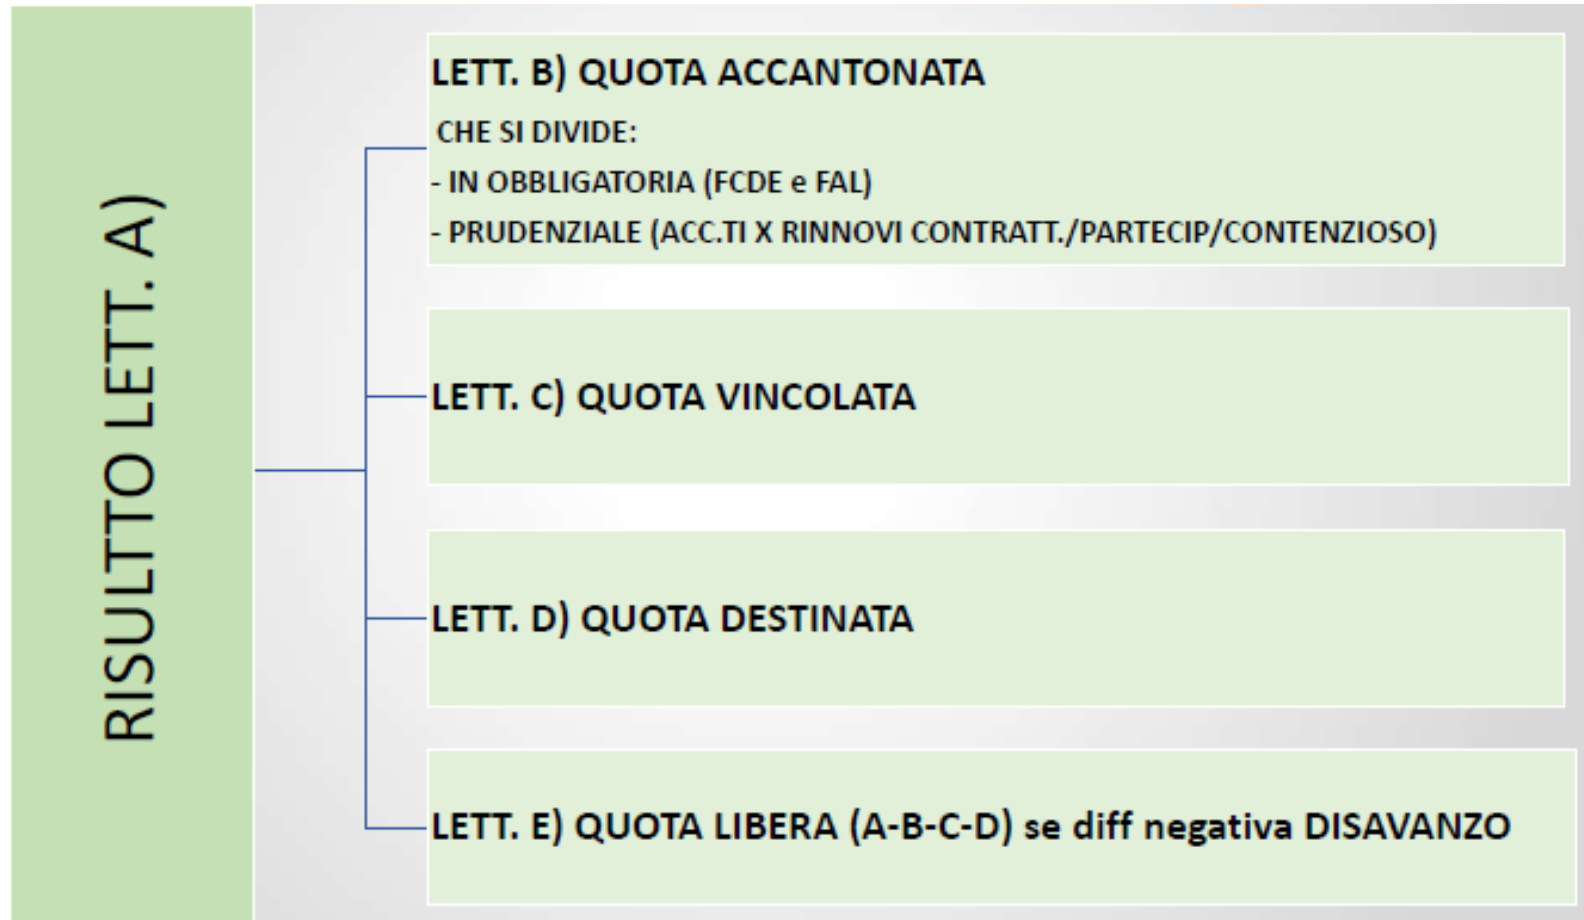 RISULTTO LETT. A)
LETT. B) QUOTA ACCANTONATA
CHE SI DIVIDE:
- IN OBBLIGATORIA (FCDE e FAL)
- PRUDENZIALE (ACC.TI X RINNOVI CONTRATT./PARTECIP/CONTENZIOSO)
LETT. C) QUOTA VINCOLATA
LETT. D) QUOTA DESTINATA
LETT. E) QUOTA LIBERA (A-B-C-D) se diff negativa DISAVANZO